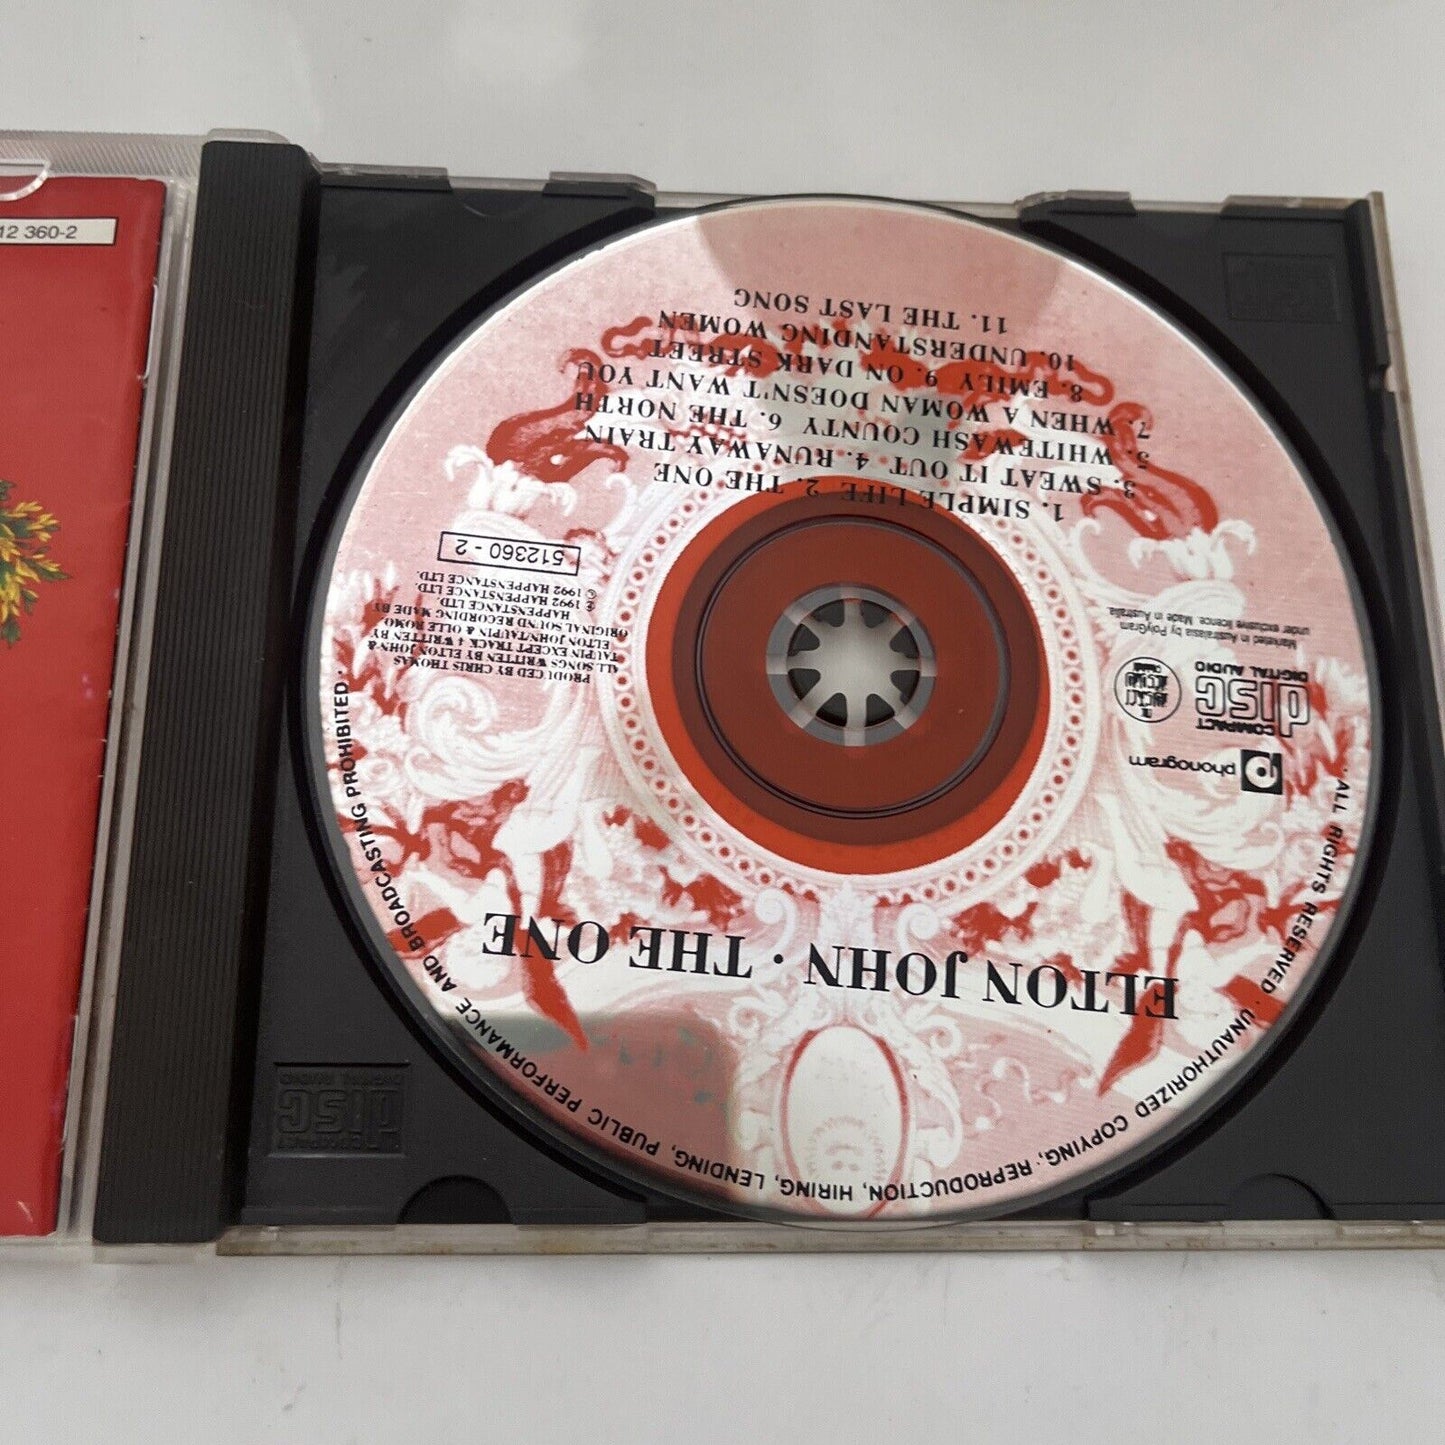 12 360-2
ELTON JOHN · THE ONE
phonogram
COMPACT
disc
DIGITAL AUDIO
Marketed in Australasia by PolyGram
under exclusive licence. Made in Australia.
PRODUCED BY CHRIS THOMAS
ALL SONGS WRITTEN BY ELTON JOHN &
TAUPIN EXCEPT TRACK 4 WRITTEN BY
ELTON JOHN/TAUPIN & OLLE ROMO
ORIGINAL SOUND RECORDING MADE BY
HAPPENSTANCE LTD.
℗ 1992 HAPPENSTANCE LTD.
© 1992 HAPPENSTANCE LTD.
512360 - 2
1. SIMPLE LIFE 2. THE ONE
3. SWEAT IT OUT 4. RUNAWAY TRAIN
5. WHITEWASH COUNTY 6. THE NORTH
7. WHEN A WOMAN DOESN'T WANT YOU
8. EMILY 9. ON DARK STREET
10. UNDERSTANDING WOMEN
11. THE LAST SONG
ALL RIGHTS RESERVED . UNAUTHORIZED COPYING, REPRODUCTION, HIRING, LENDING, PUBLIC PERFORMANCE AND BROADCASTING PROHIBITED .
COMPACT
disc
DIGITAL AUDIO